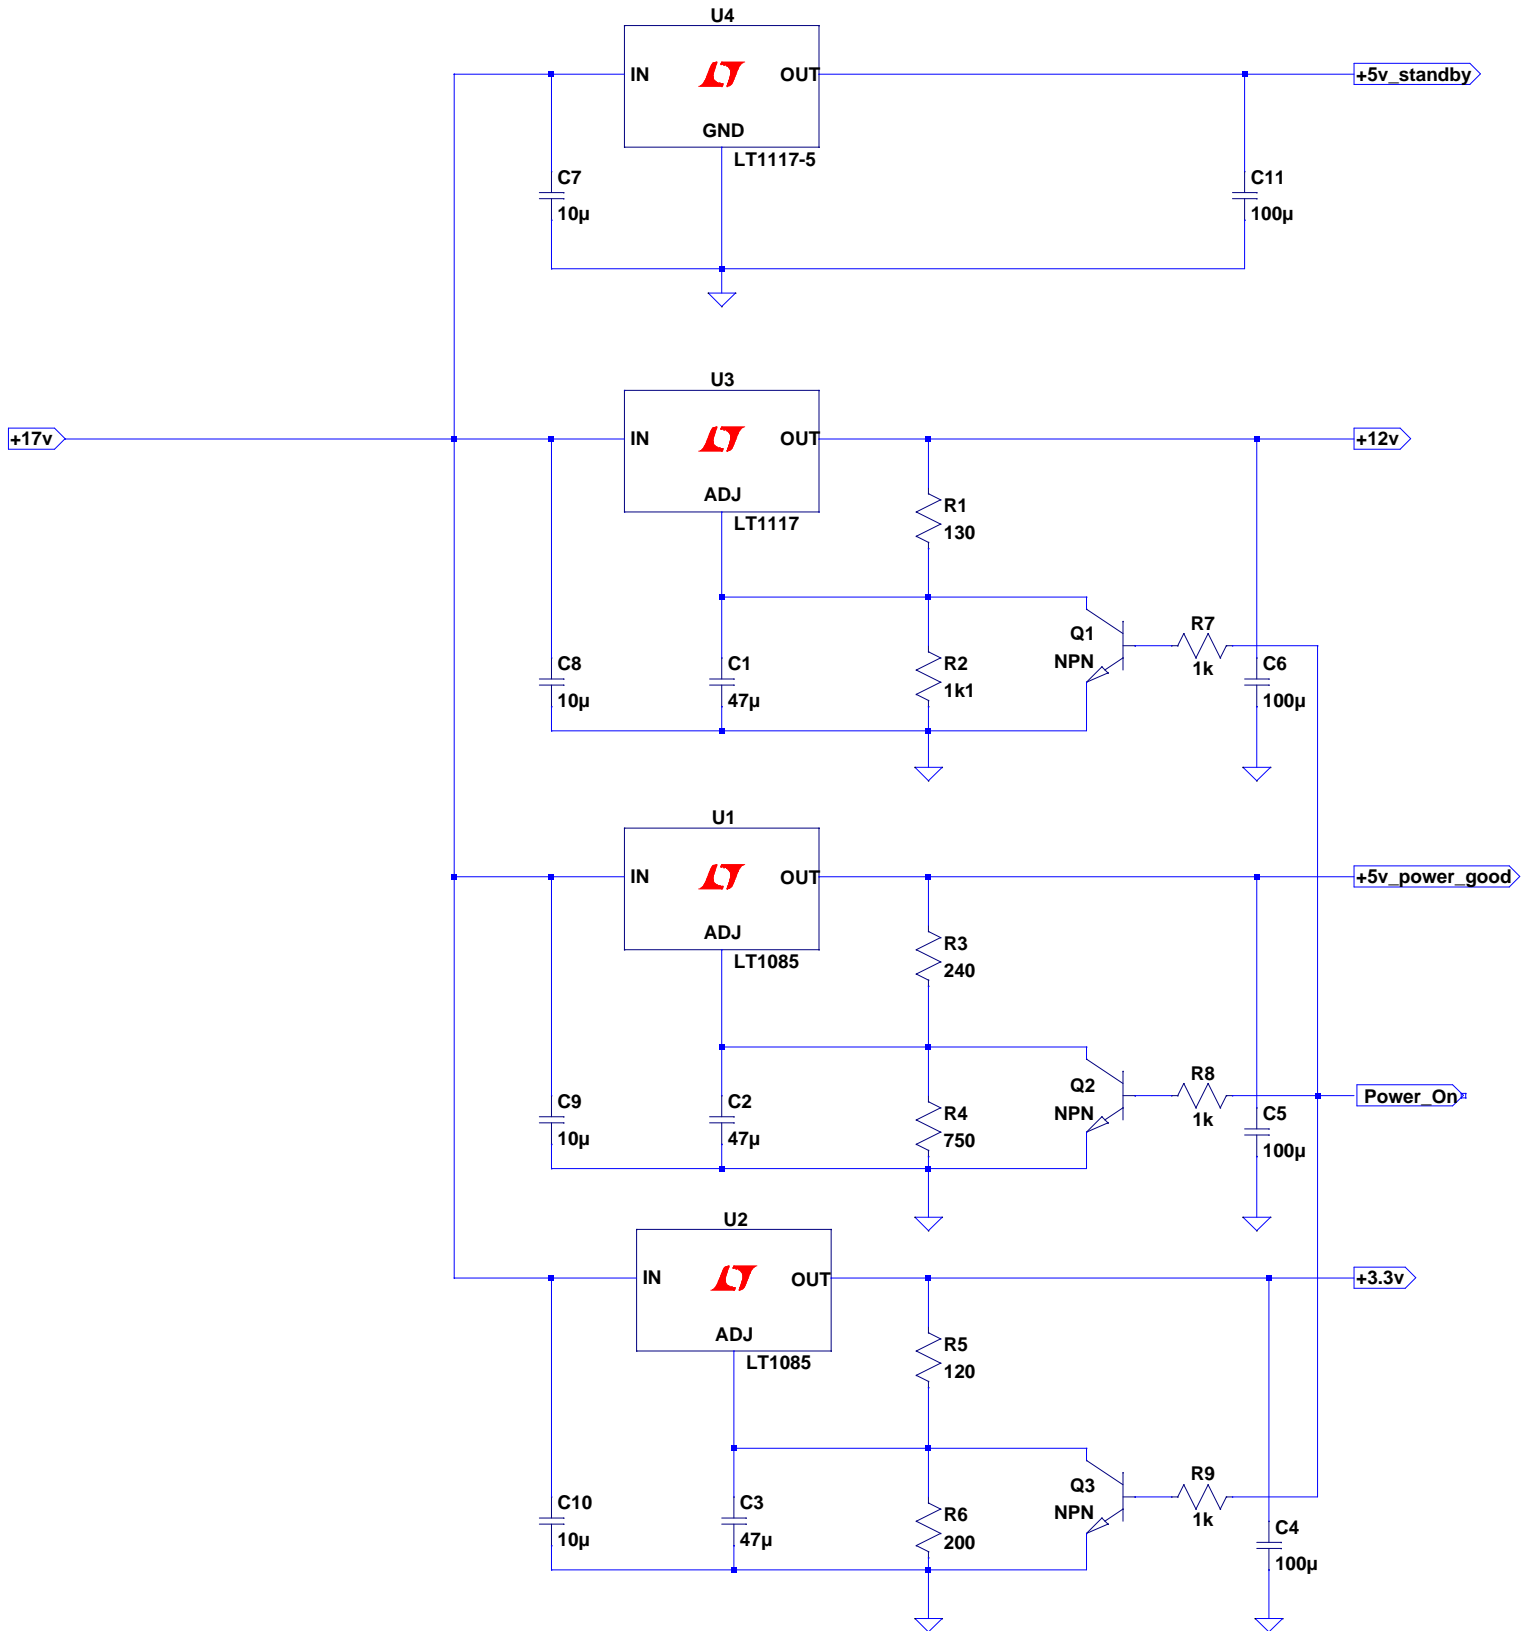 U4
IN
OUT
GND
LT1117-5
+5v_standby
C7
10µ
C11
100µ
U3
+17v
IN
OUT
ADJ
LT1117
+12v
R1
130
Q1
NPN
R7
1k
C8
10µ
C1
47µ
R2
1k1
C6
100µ
U1
IN
OUT
ADJ
LT1085
+5v_power_good
R3
240
Q2
NPN
R8
1k
Power_On
C9
10µ
C2
47µ
R4
750
C5
100µ
U2
IN
OUT
ADJ
LT1085
+3.3v
R5
120
Q3
NPN
R9
1k
C10
10µ
C3
47µ
R6
200
C4
100µ